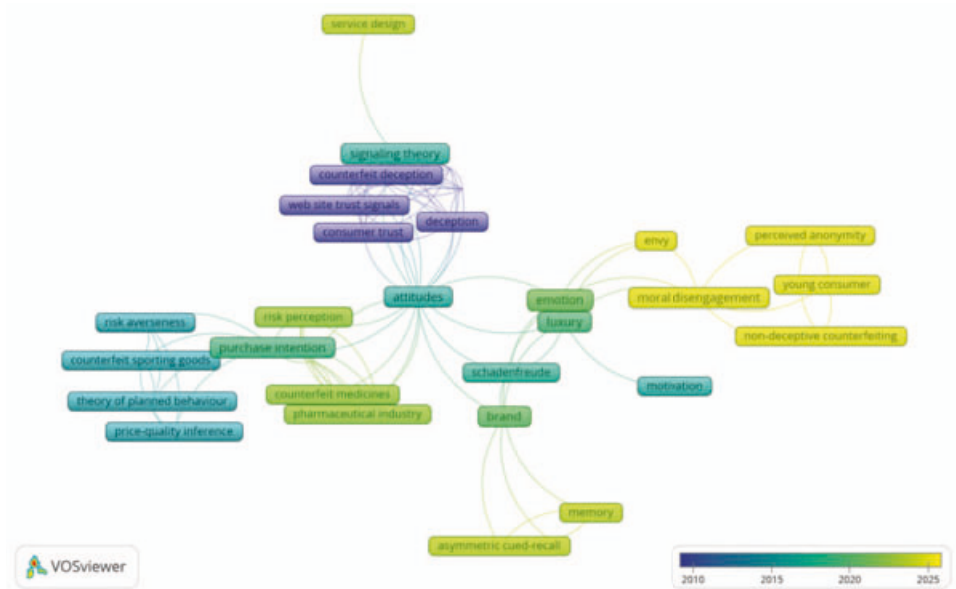 service design
signaling theory
counterfeit deception
web site trust signals
deception
consumer trust
envy
perceived anonymity
young consumer
attitudes
emotion
moral disengagement
risk averseness
risk perception
luxury
non-deceptive counterfeiting
purchase intention
counterfeit sporting goods
schadenfreude
motivation
counterfeit medicines
theory of planned behaviour
pharmaceutical industry
brand
price-quality inference
memory
asymmetric cued-recall
VOSviewer
2010 2015 2020 2025